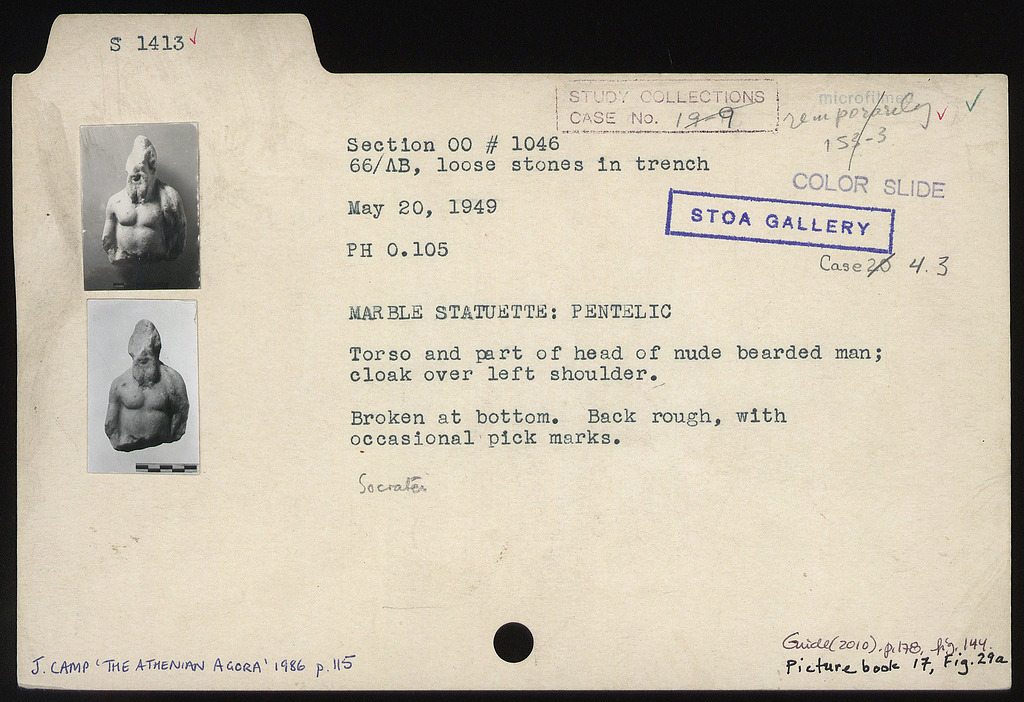 S 1413 ✓
STUDY COLLECTIONS
CASE No. 19-9
microfilmed
temporarily
153-3
Section OO # 1046
66/ΛB, loose stones in trench
COLOR SLIDE
May 20, 1949
STOA GALLERY
PH 0.105
Case 20 4.3
MARBLE STATUETTE: PENTELIC
Torso and part of head of nude bearded man;
cloak over left shoulder.
Broken at bottom. Back rough, with
occasional pick marks.
Socrates
J. CAMP 'THE ATHENIAN AGORA' 1986 p.115
Guide (2010), p.178, fig. 144.
Picture book 17, Fig. 29a